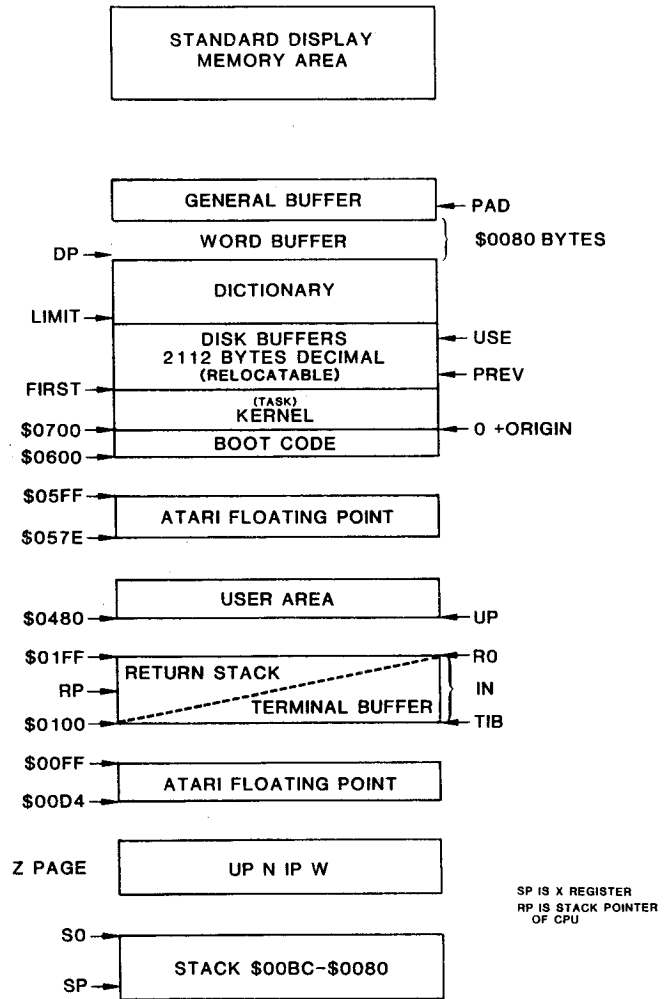 STANDARD DISPLAY
MEMORY AREA
GENERAL BUFFER
PAD
WORD BUFFER
$0080 BYTES
DP
DICTIONARY
LIMIT
DISK BUFFERS
2112 BYTES DECIMAL
(RELOCATABLE)
USE
PREV
FIRST
(TASK)
KERNEL
$0700
0 +ORIGIN
BOOT CODE
$0600
$05FF
ATARI FLOATING POINT
$057E
USER AREA
$0480
UP
$01FF
R0
RETURN STACK
RP
IN
TERMINAL BUFFER
$0100
TIB
$00FF
ATARI FLOATING POINT
$00D4
Z PAGE
UP N IP W
SP IS X REGISTER
RP IS STACK POINTER
OF CPU
S0
STACK $00BC-$0080
SP